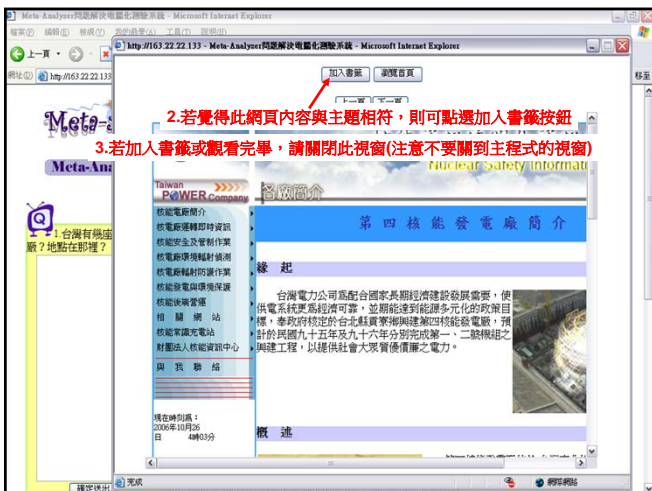 Meta-Analyzer問題解決電腦化測驗系統 - Microsoft Internet Explorer
檔案(F) 編輯(E) 檢視(V) 我的最愛(A) 工具(T) 說明(H)
http://163.22.22.133 - Meta-Analyzer問題解決電腦化測驗系統 - Microsoft Internet Explorer
上一頁
網址(D) http://163.22.22.133
移至
加入書籤 瀏覽首頁
上一頁 下一頁
2.若覺得此網頁內容與主題相符，則可點選加入書籤按鈕
3.若加入書籤或觀看完畢，請關閉此視窗(注意不要關到主程式的視窗)
Nuclear Safety Informati
Meta-Ana
Taiwan
POWER Company
各廠簡介
核能電廠簡介
核電廠運轉即時資訊
核能安全及管制作業
核電廠環境輻射偵測
核電廠輻射防護作業
核能發電與環境保護
核能後端營運
相關網站
核能常識充電站
財團法人核能資訊中心
與我聯絡
現在時刻為：
2006年10月26
日 4時03分
第四核能發電廠簡介
緣起
台灣電力公司為配合國家長期經濟建設發展需要，使
供電系統更為經濟可靠，並期能達到能源多元化的政策目
標，奉政府核定於台北縣貢寮鄉興建第四核能發電廠，預
計於民國九十五年及九十六年分別完成第一、二號機組之
興建工程，以提供社會大眾質優價廉之電力。
概述
1.台灣有幾座
廠？地點在那裡？
確定送出
完成
網際網路